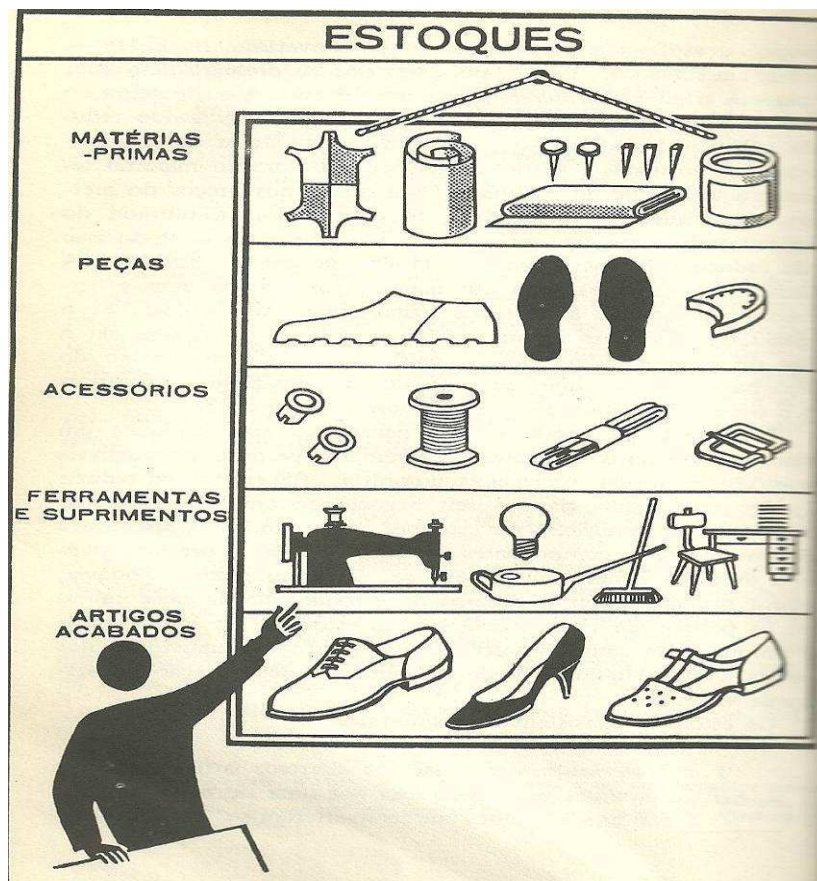 ESTOQUES
MATÉRIAS
-PRIMAS
PEÇAS
ACESSÓRIOS
FERRAMENTAS
E SUPRIMENTOS
ARTIGOS
ACABADOS